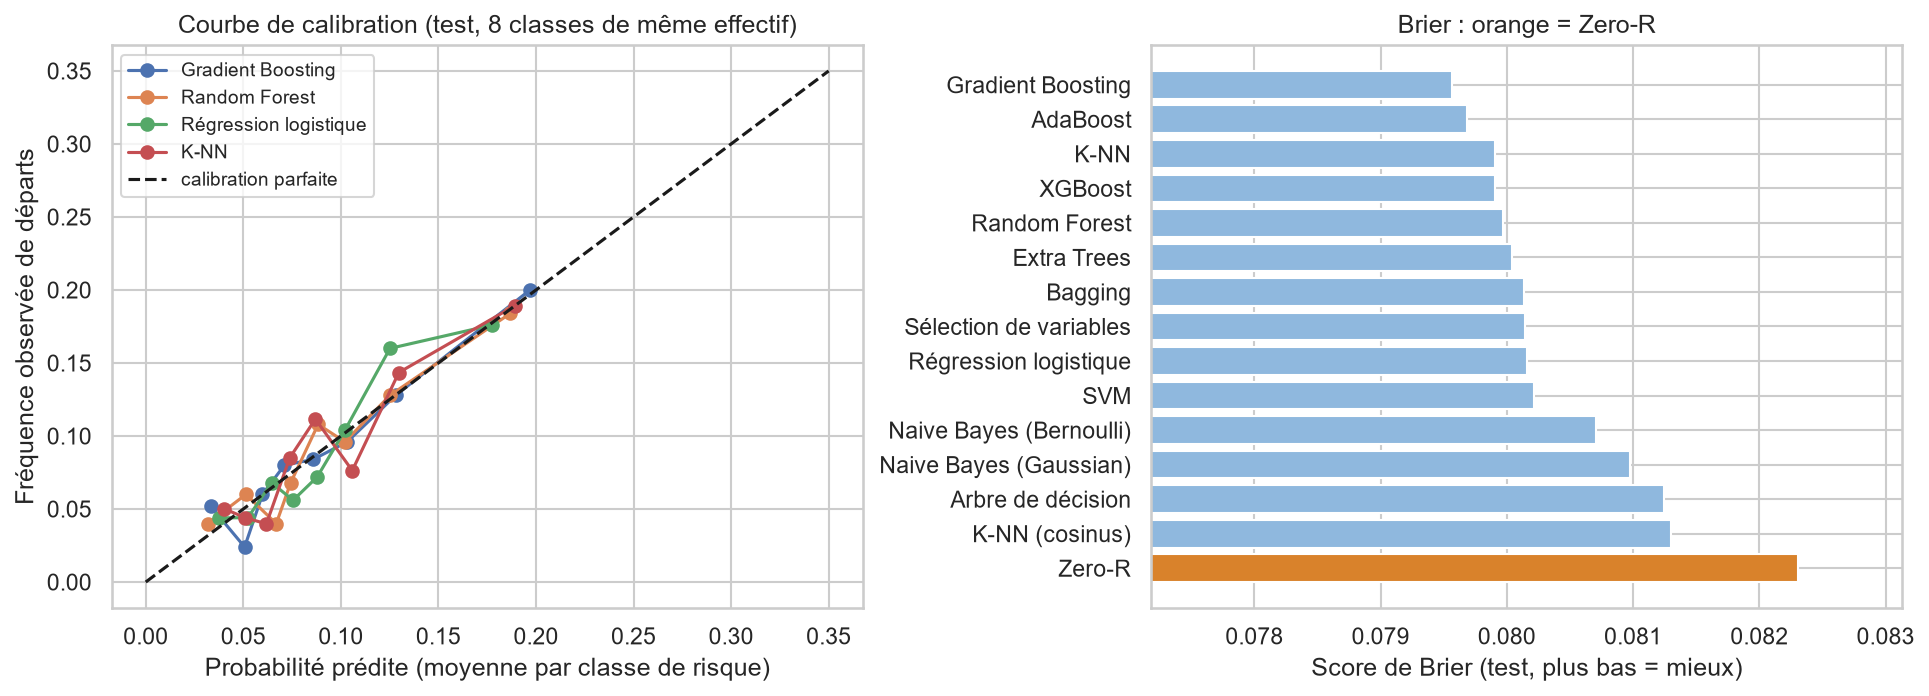 Courbe de calibration (test, 8 classes de même effectif)
Gradient Boosting
Random Forest
Régression logistique
K-NN
calibration parfaite
Fréquence observée de départs
0.35
0.30
0.25
0.20
0.15
0.10
0.05
0.00
0.00 0.05 0.10 0.15 0.20 0.25 0.30 0.35
Probabilité prédite (moyenne par classe de risque)
Brier : orange = Zero-R
Gradient Boosting
AdaBoost
K-NN
XGBoost
Random Forest
Extra Trees
Bagging
Sélection de variables
Régression logistique
SVM
Naive Bayes (Bernoulli)
Naive Bayes (Gaussian)
Arbre de décision
K-NN (cosinus)
Zero-R
0.078 0.079 0.080 0.081 0.082 0.083
Score de Brier (test, plus bas = mieux)